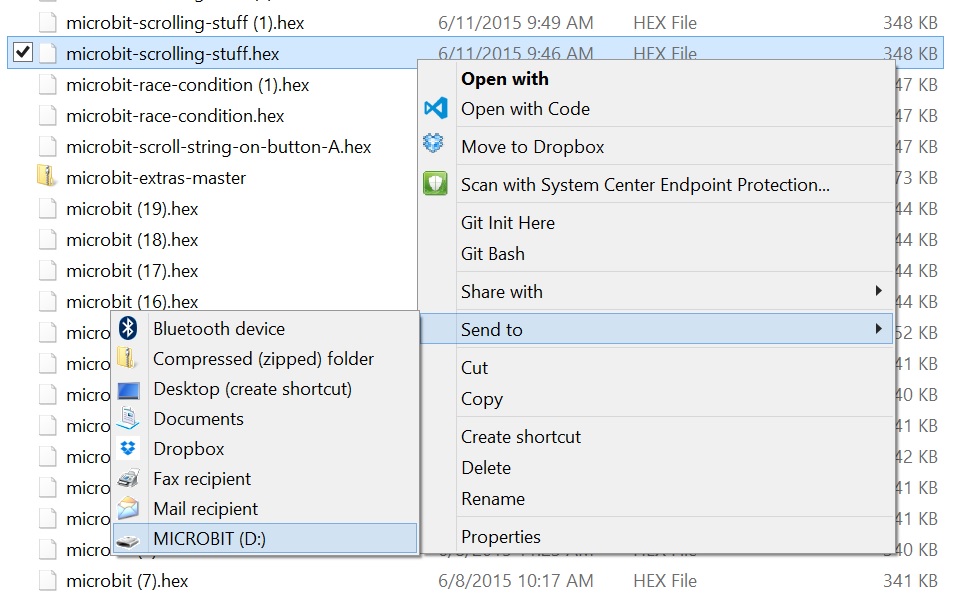 microbit-scrolling-stuff (1).hex 6/11/2015 9:49 AM HEX File 348 KB
microbit-scrolling-stuff.hex 6/11/2015 9:46 AM HEX File 348 KB
microbit-race-condition (1).hex 47 KB
microbit-race-condition.hex 47 KB
microbit-scroll-string-on-button-A.hex 47 KB
microbit-extras-master 73 KB
microbit (19).hex 44 KB
microbit (18).hex 44 KB
microbit (17).hex 44 KB
microbit (16).hex 44 KB
micro 52 KB
micro 41 KB
micro 40 KB
micro 41 KB
micro 42 KB
micro 41 KB
micro 41 KB
micro 340 KB
microbit (7).hex 6/8/2015 10:17 AM HEX File 341 KB
Open with
Open with Code
Move to Dropbox
Scan with System Center Endpoint Protection...
Git Init Here
Git Bash
Share with
Send to
Cut
Copy
Create shortcut
Delete
Rename
Properties
Bluetooth device
Compressed (zipped) folder
Desktop (create shortcut)
Documents
Dropbox
Fax recipient
Mail recipient
MICROBIT (D:)